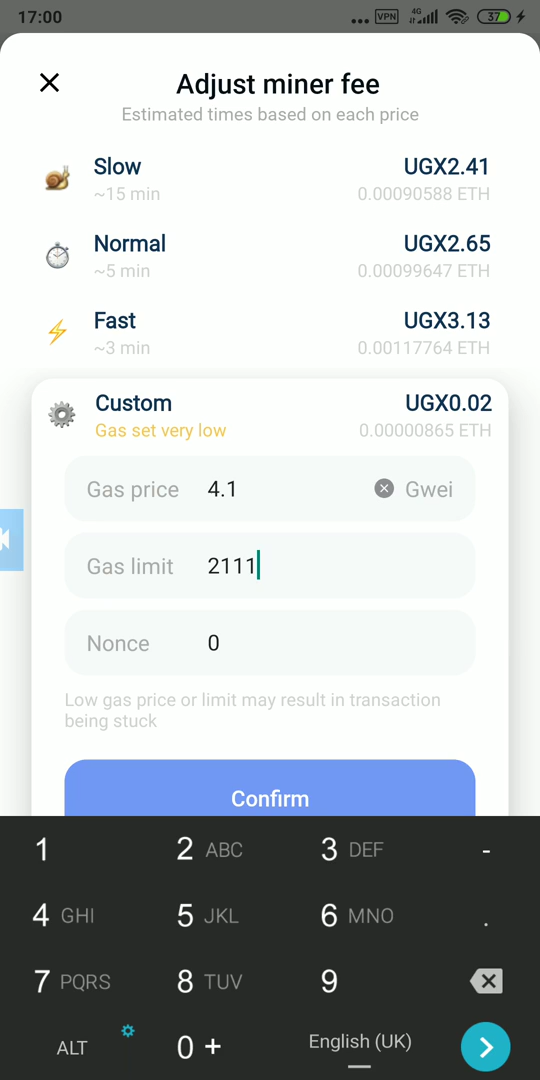 17:00
VPN 4G 37
Adjust miner fee
Estimated times based on each price
Slow UGX2.41
~15 min 0.00090588 ETH
Normal UGX2.65
~5 min 0.00099647 ETH
Fast UGX3.13
~3 min 0.00117764 ETH
Custom UGX0.02
Gas set very low 0.00000865 ETH
Gas price 4.1 Gwei
Gas limit 2111
Nonce 0
Low gas price or limit may result in transaction
being stuck
Confirm
1 2 ABC 3 DEF -
4 GHI 5 JKL 6 MNO .
7 PQRS 8 TUV 9
ALT 0 + English (UK)